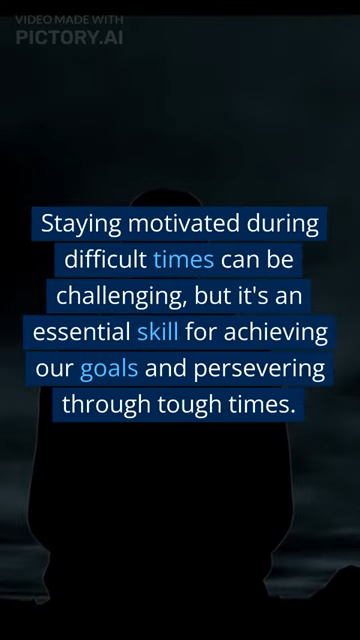 VIDEO MADE WITH
PICTORY.AI
Staying motivated during
difficult times can be
challenging, but it's an
essential skill for achieving
our goals and persevering
through tough times.